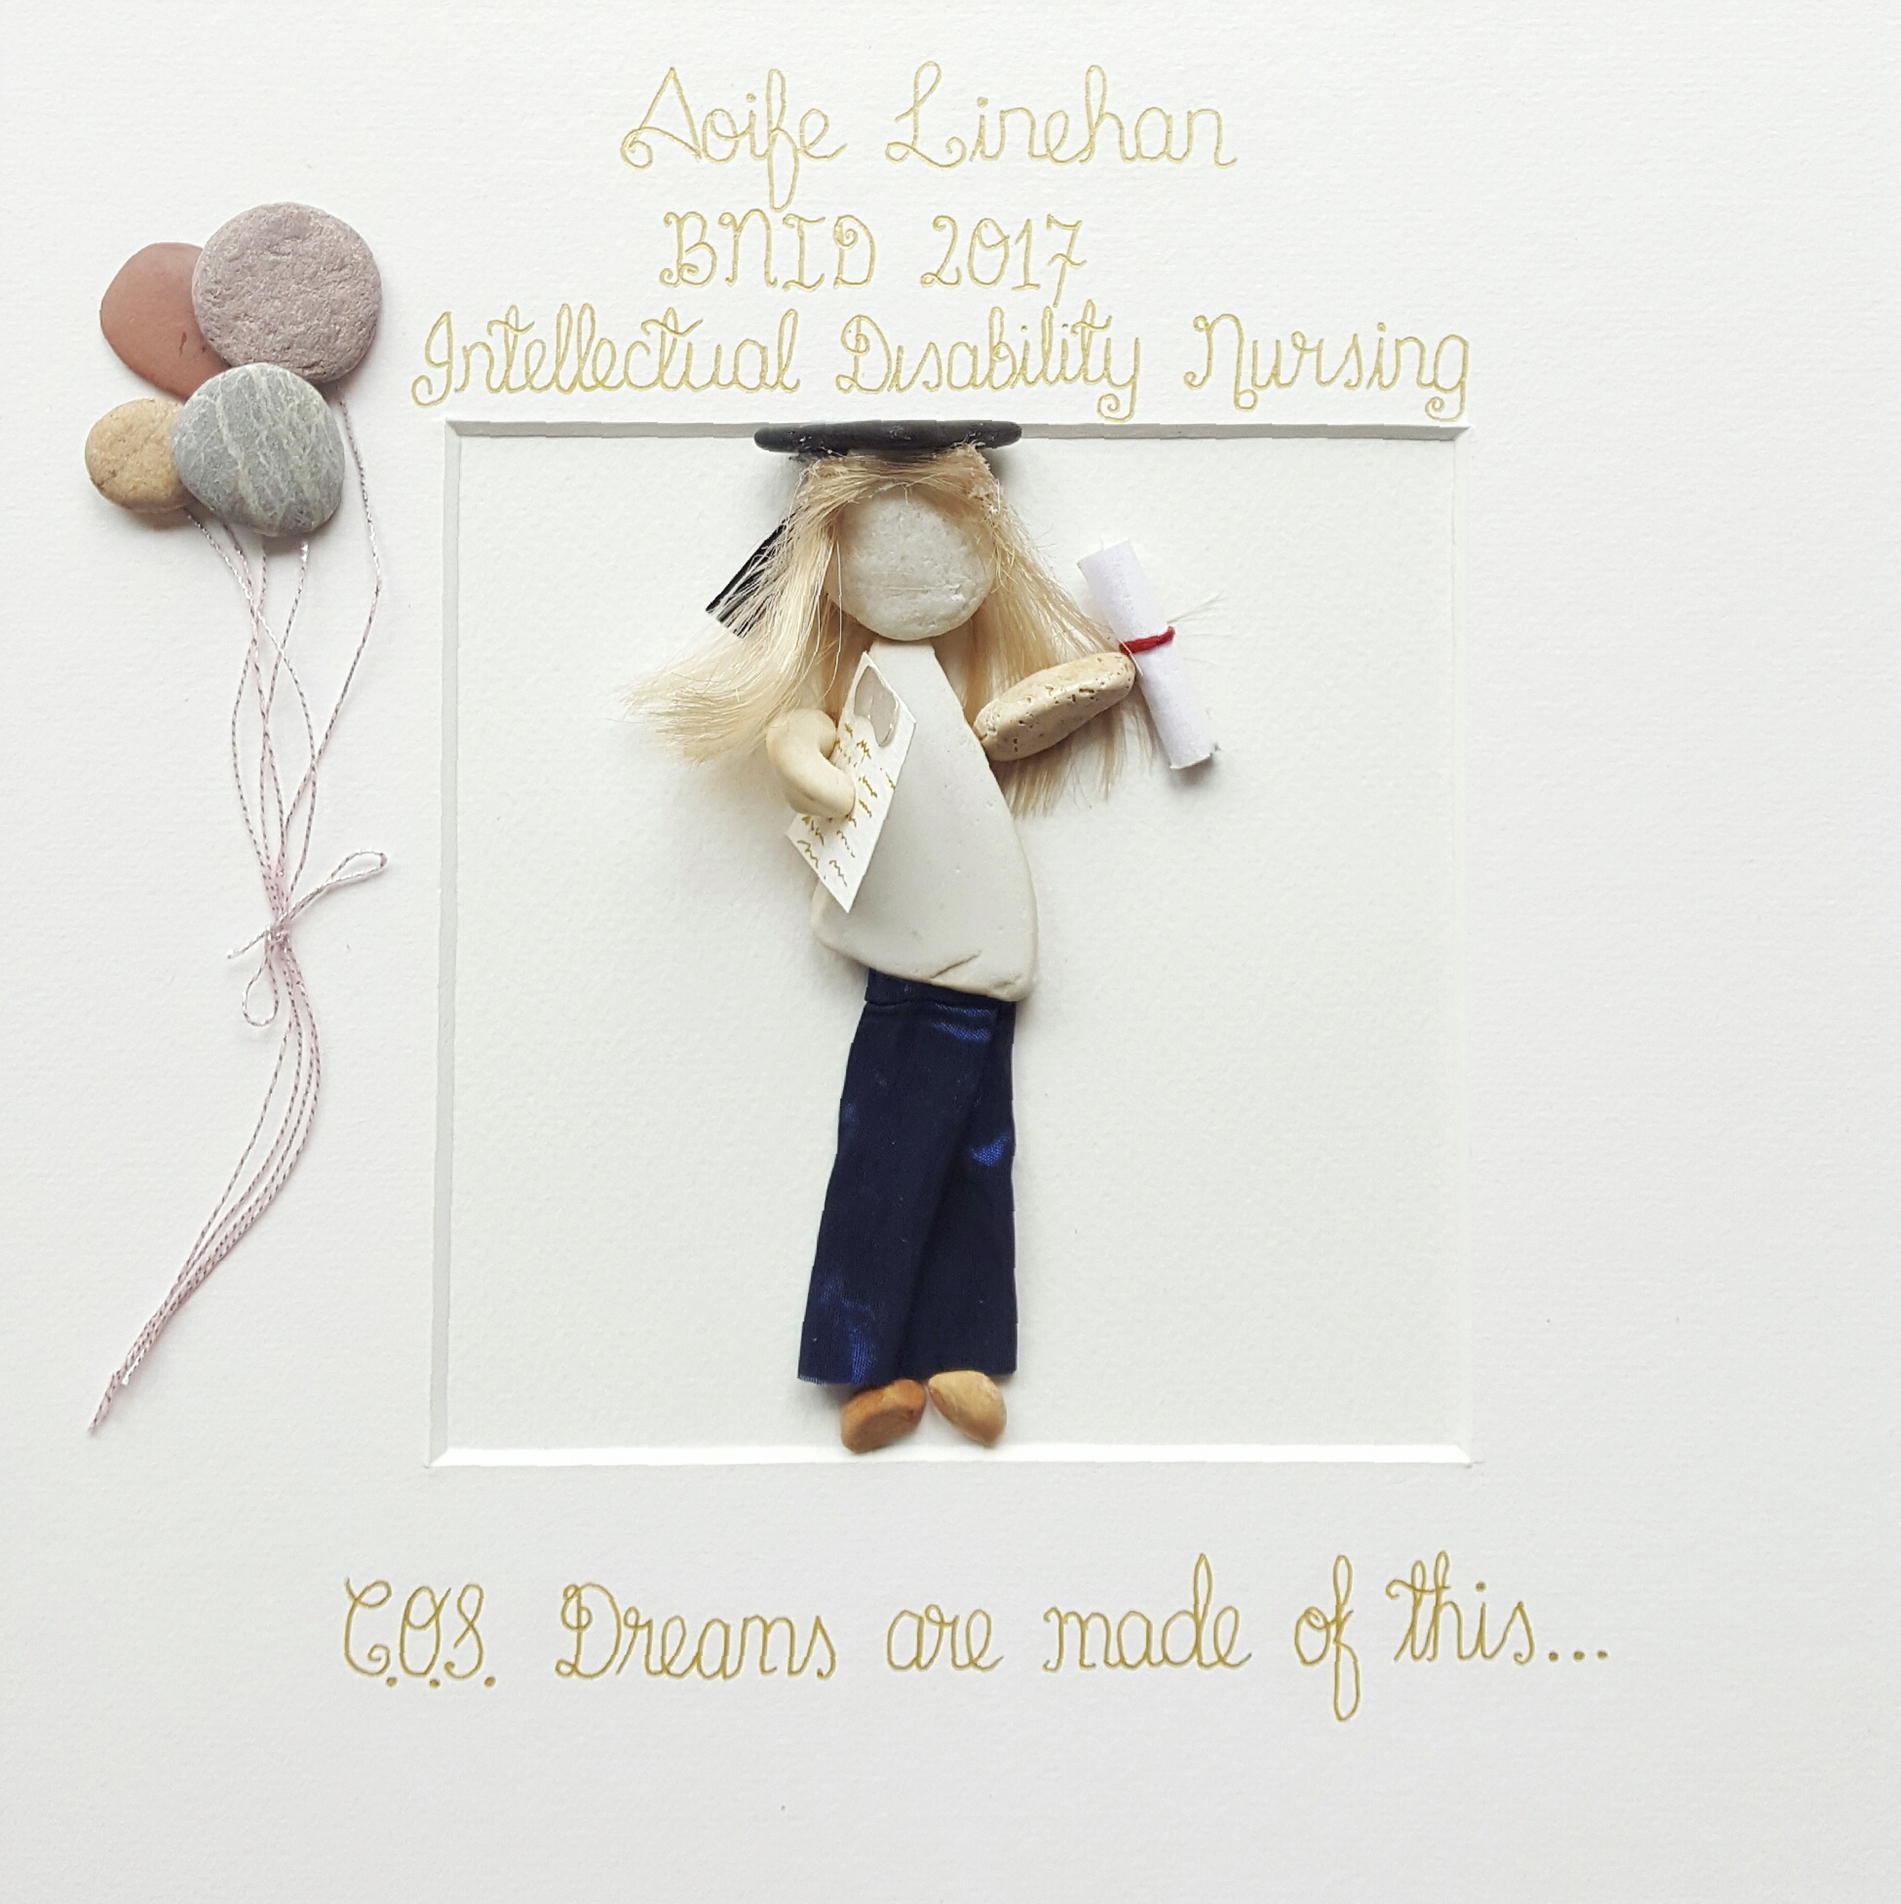 Aoife Linehan
BNID 2017
Intellectual Disability Nursing
C.O.S. Dreams are made of this...